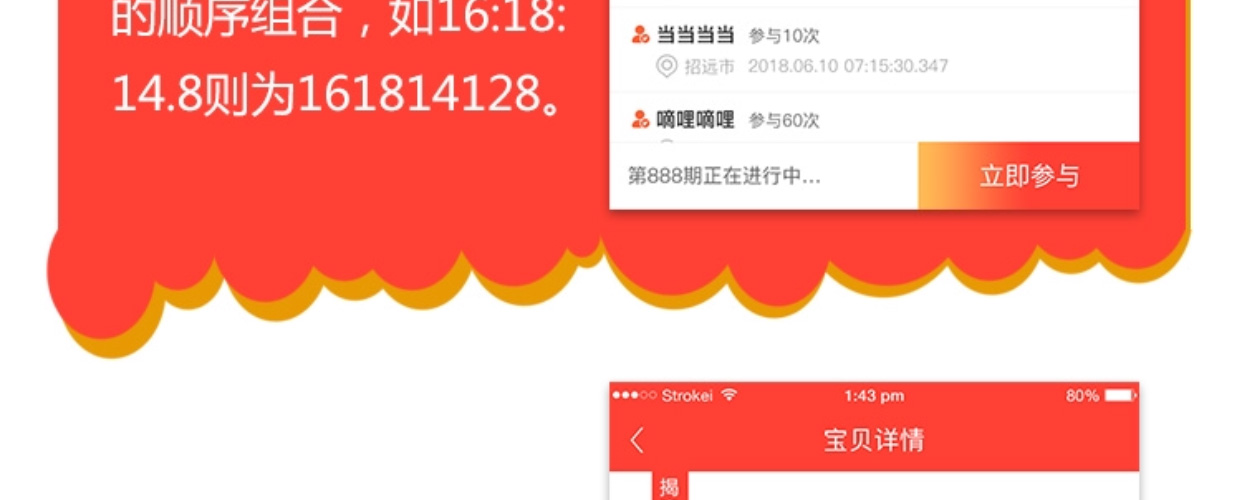 的顺序组合，如16:18:
14.8则为161814128。
当当当当 参与10次
招远市 2018.06.10 07:15:30.347
嘀哩嘀哩 参与60次
第888期正在进行中...
立即参与
Strokei 1:43 pm 80%
宝贝详情
揭